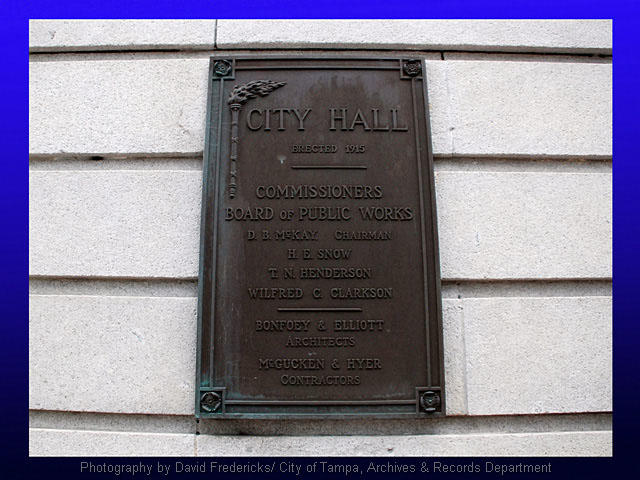 CITY HALL
ERECTED 1915
COMMISSIONERS
BOARD OF PUBLIC WORKS
D. B. McKAY. CHAIRMAN
H. E. SNOW
T. N. HENDERSON
WILFRED C. CLARKSON
BONFOEY & ELLIOTT
ARCHITECTS
McGUCKEN & HYER
CONTRACTORS
Photography by David Fredericks/ City of Tampa, Archives & Records Department